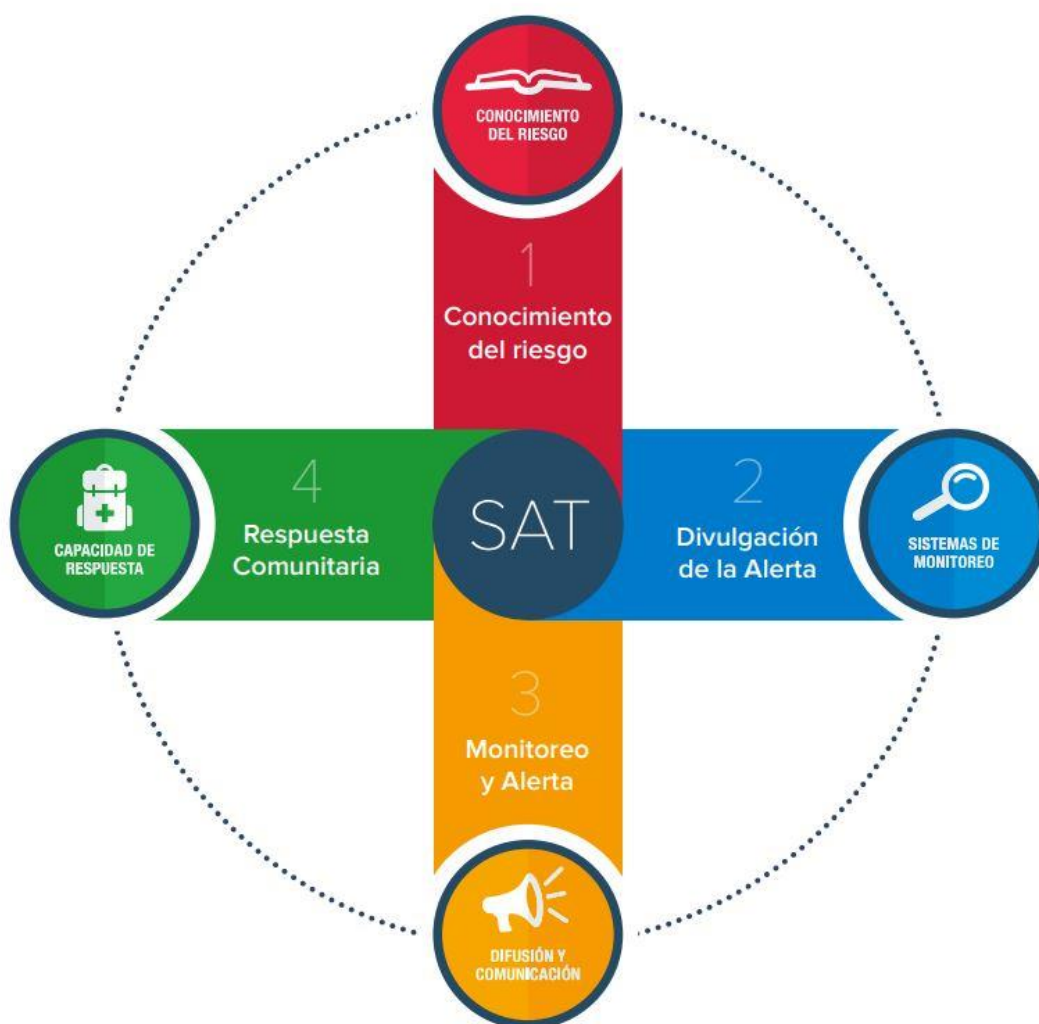 CONOCIMIENTO
DEL RIESGO
1
Conocimiento
del riesgo
4
Respuesta
Comunitaria
CAPACIDAD DE
RESPUESTA
SAT
2
Divulgación
de la Alerta
SISTEMAS DE
MONITOREO
3
Monitoreo
y Alerta
DIFUSIÓN Y
COMUNICACIÓN